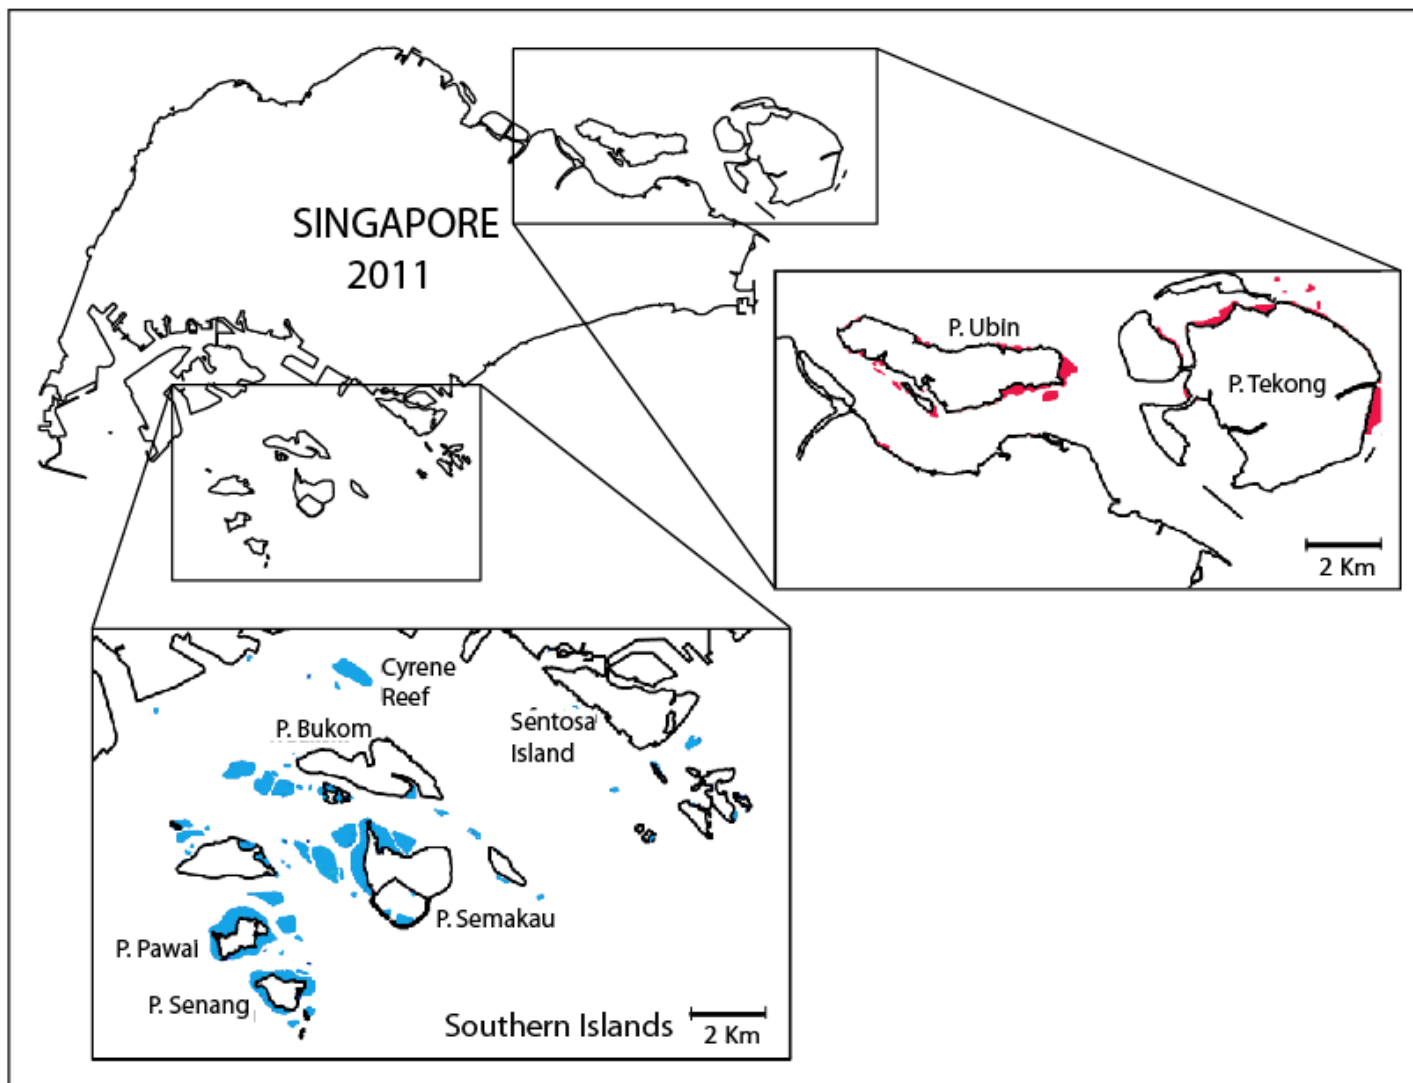 SINGAPORE
2011
P. Ubin
P. Tekong
2 Km
Cyrene
Reef
P. Bukom
Sentosa
Island
P. Semakau
P. Pawai
P. Senang
Southern Islands
2 Km